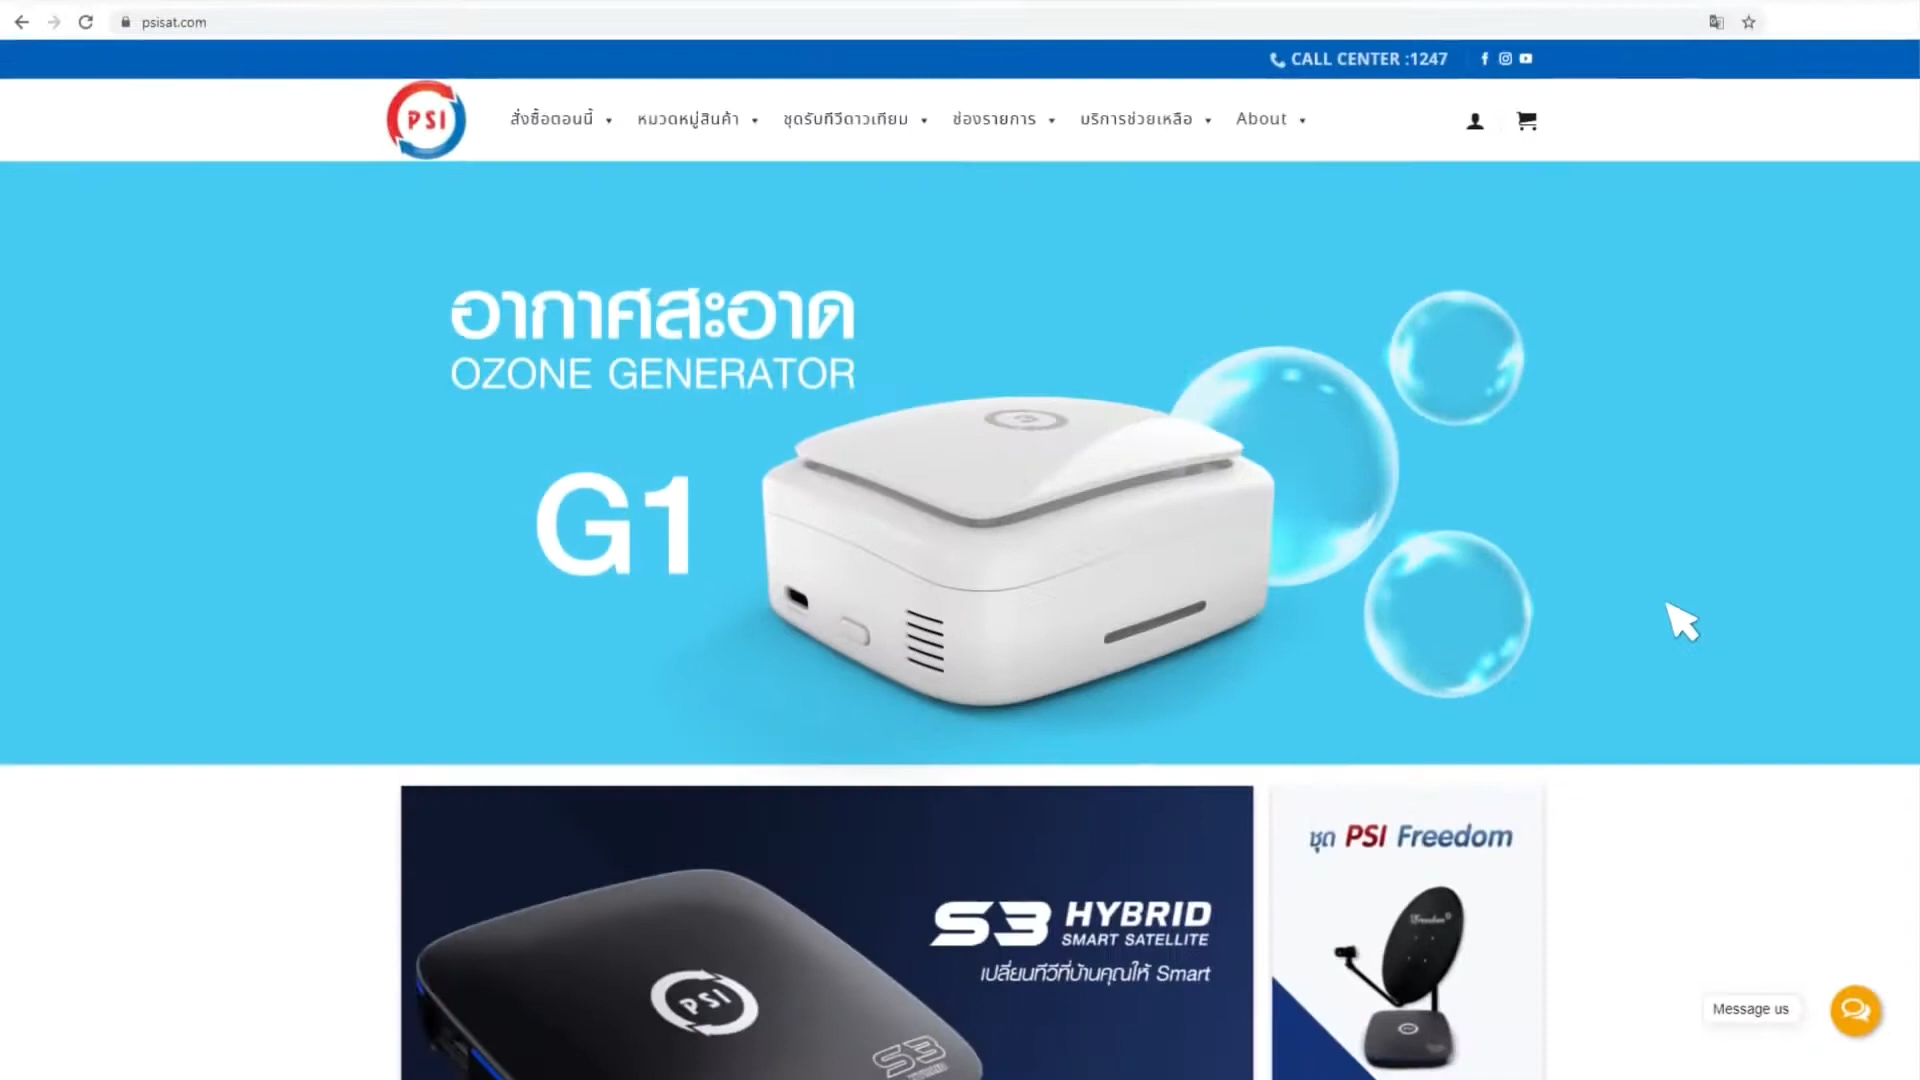 psisat.com
CALL CENTER :1247
PSI
สั่งซื้อตอนนี้
หมวดหมู่สินค้า
ชุดรับทีวีดาวเทียม
ช่องรายการ
บริการช่วยเหลือ
About
อากาศสะอาด
OZONE GENERATOR
G1
S3 HYBRID
SMART SATELLITE
เปลี่ยนทีวีที่บ้านคุณให้ Smart
PSI
S3
ชุด PSI Freedom
Freedom
Message us